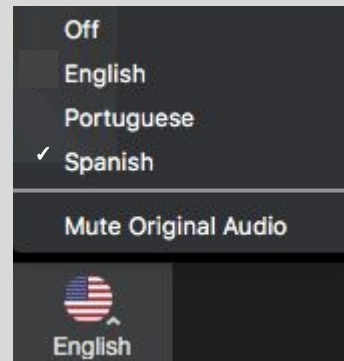 Off
English
Portuguese
Spanish
Mute Original Audio
English